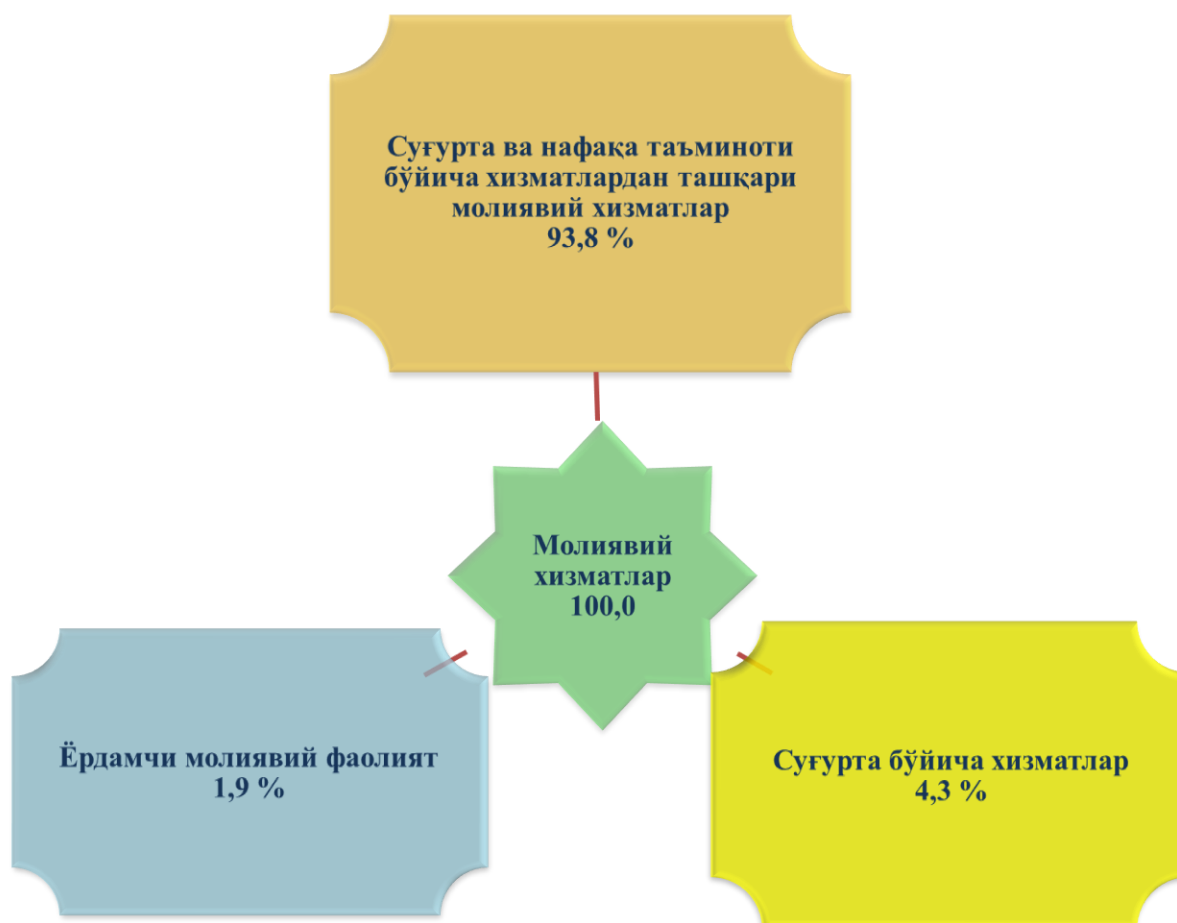 Суғурта ва нафақа таъминоти
бўйича хизматлардан ташқари
молиявий хизматлар
93,8 %
Молиявий
хизматлар
100,0
Ёрдамчи молиявий фаолият
1,9 %
Суғурта бўйича хизматлар
4,3 %